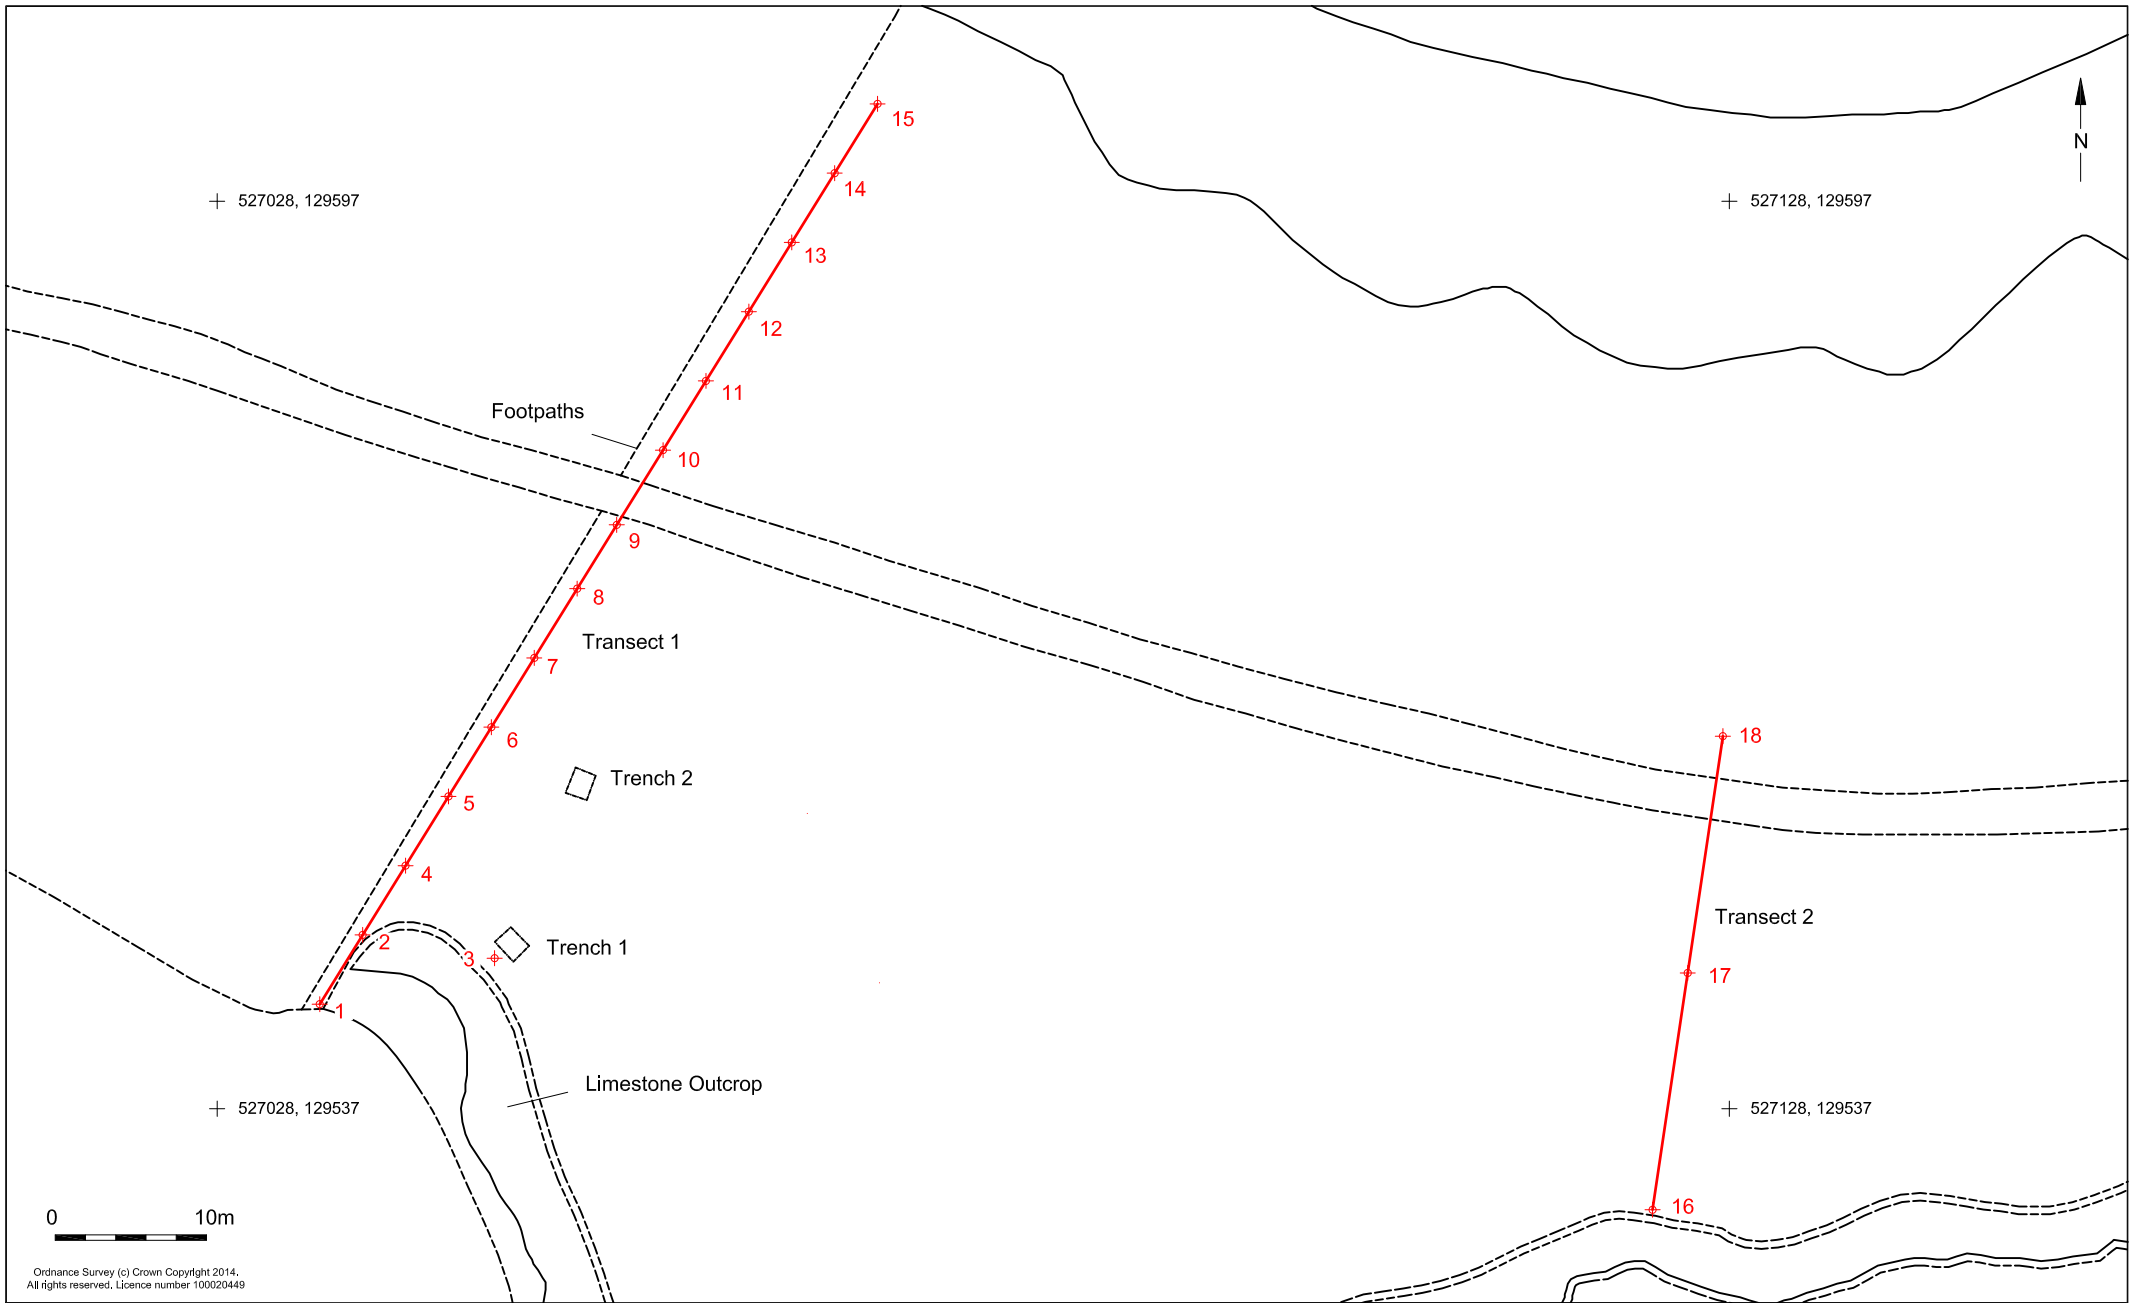 15
N
14
527028, 129597
527128, 129597
13
12
11
Footpaths
10
9
8
Transect 1
7
18
6
Trench 2
5
4
Transect 2
2
Trench 1
3
17
1
Limestone Outcrop
527028, 129537
527128, 129537
16
0 10m
Ordnance Survey (c) Crown Copyright 2014.
All rights reserved. Licence number 100020449